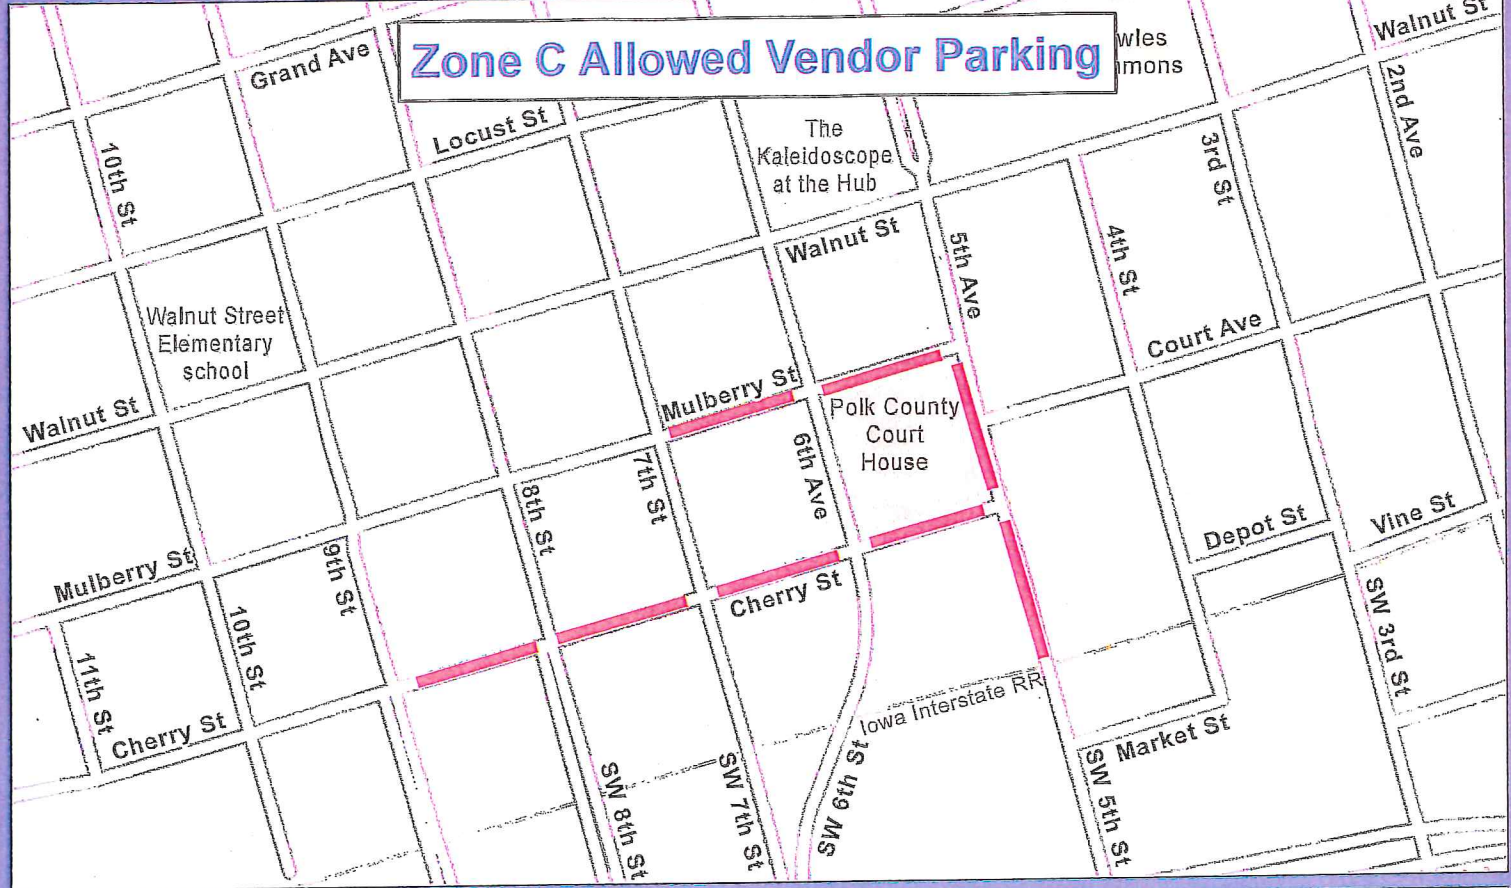 Zone C Allowed Vendor Parking
Walnut St
wles
mons
Grand Ave
Locust St
2nd Ave
The
Kaleidoscope
at the Hub
10th St
3rd St
Walnut St
5th Ave
4th St
Walnut Street
Elementary
school
Court Ave
Walnut St
Mulberry St
Polk County
Court
House
6th Ave
7th St
8th St
Depot St
Vine St
Mulberry St
9th St
Cherry St
10th St
SW 3rd St
11th St
Cherry St
Iowa Interstate RR
Market St
SW 8th St
SW 7th St
SW 6th St
SW 5th St